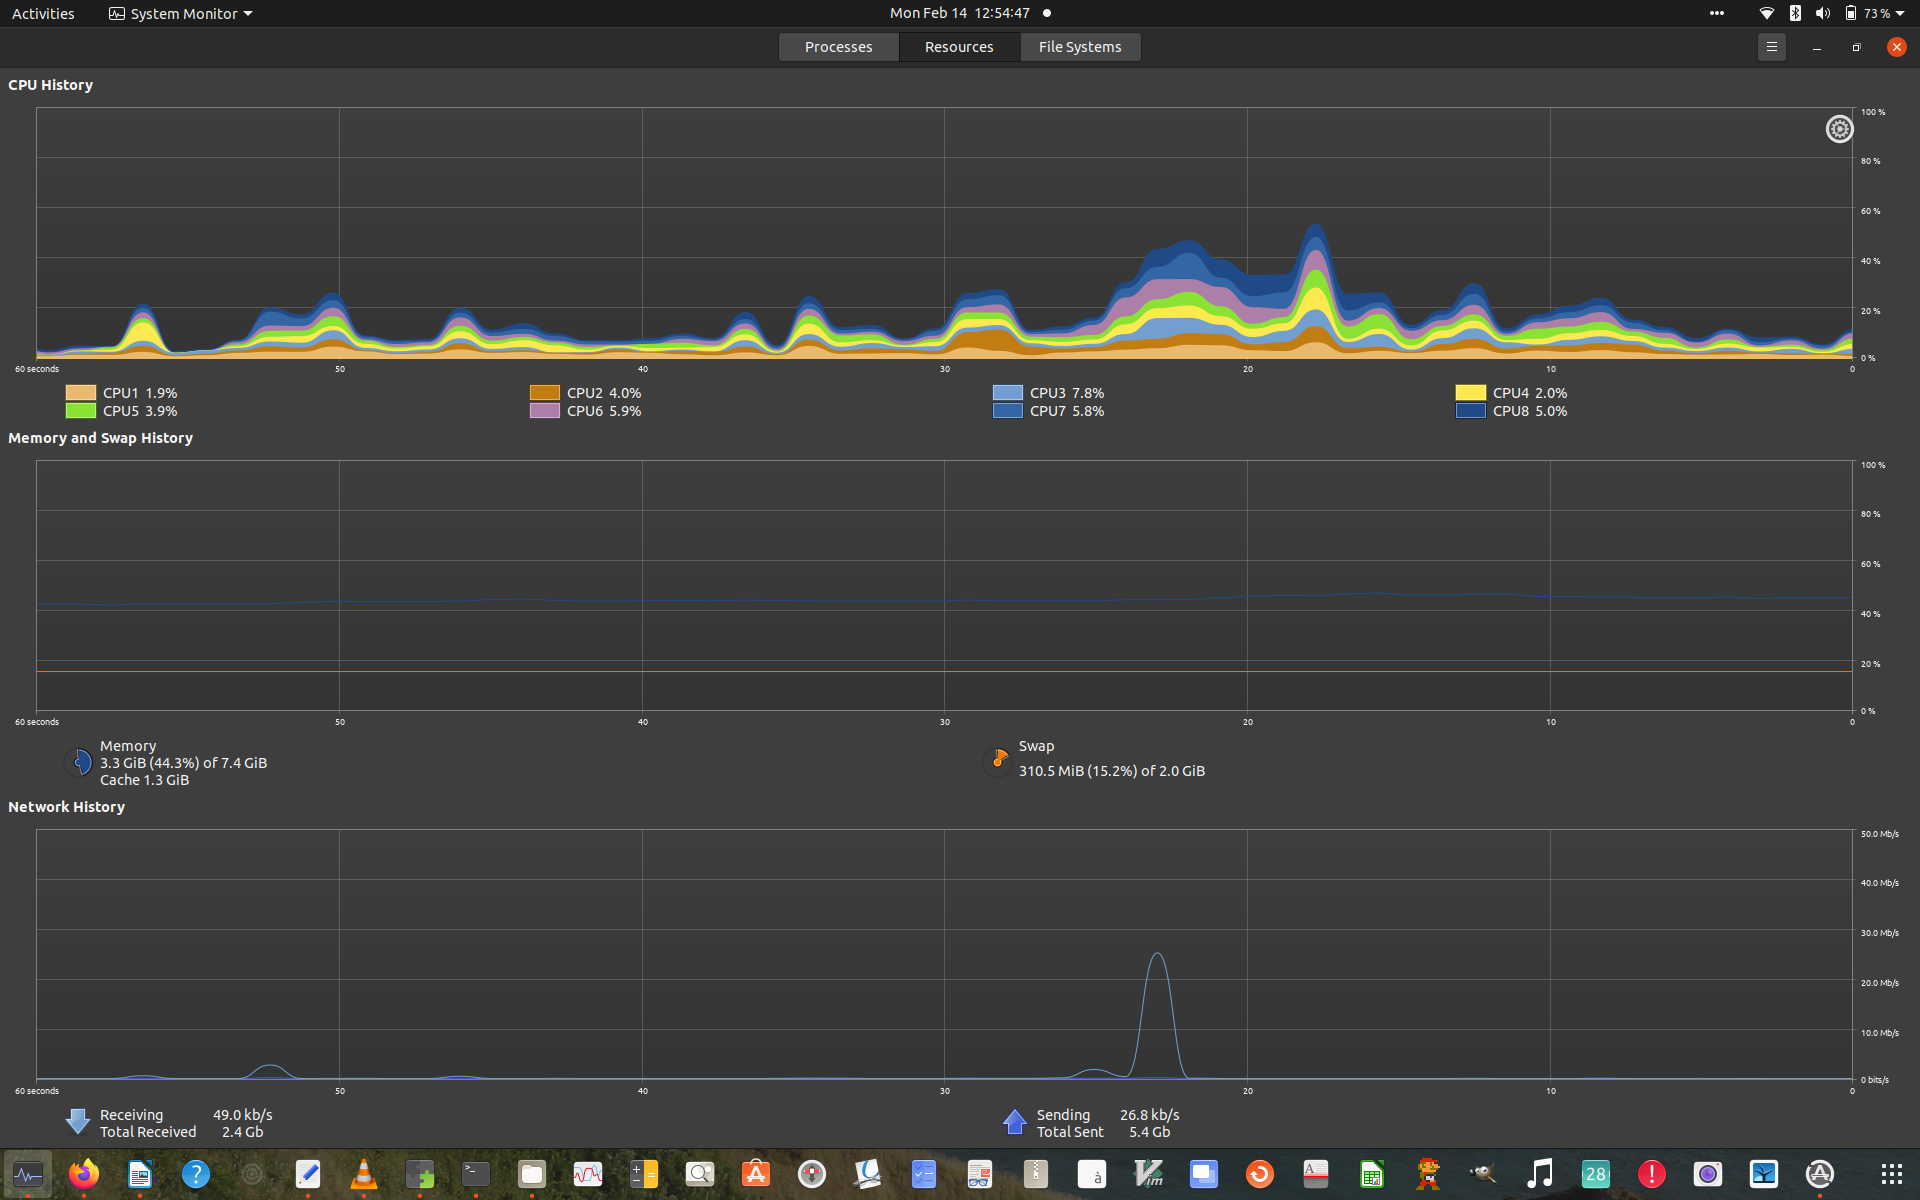 Activities System Monitor Mon Feb 14 12:54:47 73 %
Processes Resources File Systems
CPU History
100 %
80 %
60 %
40 %
20 %
0 %
60 seconds 50 40 30 20 10 0
CPU1 1.9% CPU2 4.0% CPU3 7.8% CPU4 2.0%
CPU5 3.9% CPU6 5.9% CPU7 5.8% CPU8 5.0%
Memory and Swap History
100 %
80 %
60 %
40 %
20 %
0 %
60 seconds 50 40 30 20 10 0
Memory
3.3 GiB (44.3%) of 7.4 GiB
Cache 1.3 GiB
Swap
310.5 MiB (15.2%) of 2.0 GiB
Network History
50.0 Mb/s
40.0 Mb/s
30.0 Mb/s
20.0 Mb/s
10.0 Mb/s
0 bits/s
60 seconds 50 40 30 20 10 0
Receiving 49.0 kb/s
Total Received 2.4 Gb
Sending 26.8 kb/s
Total Sent 5.4 Gb
? >_ A à Vim A 28 ! A